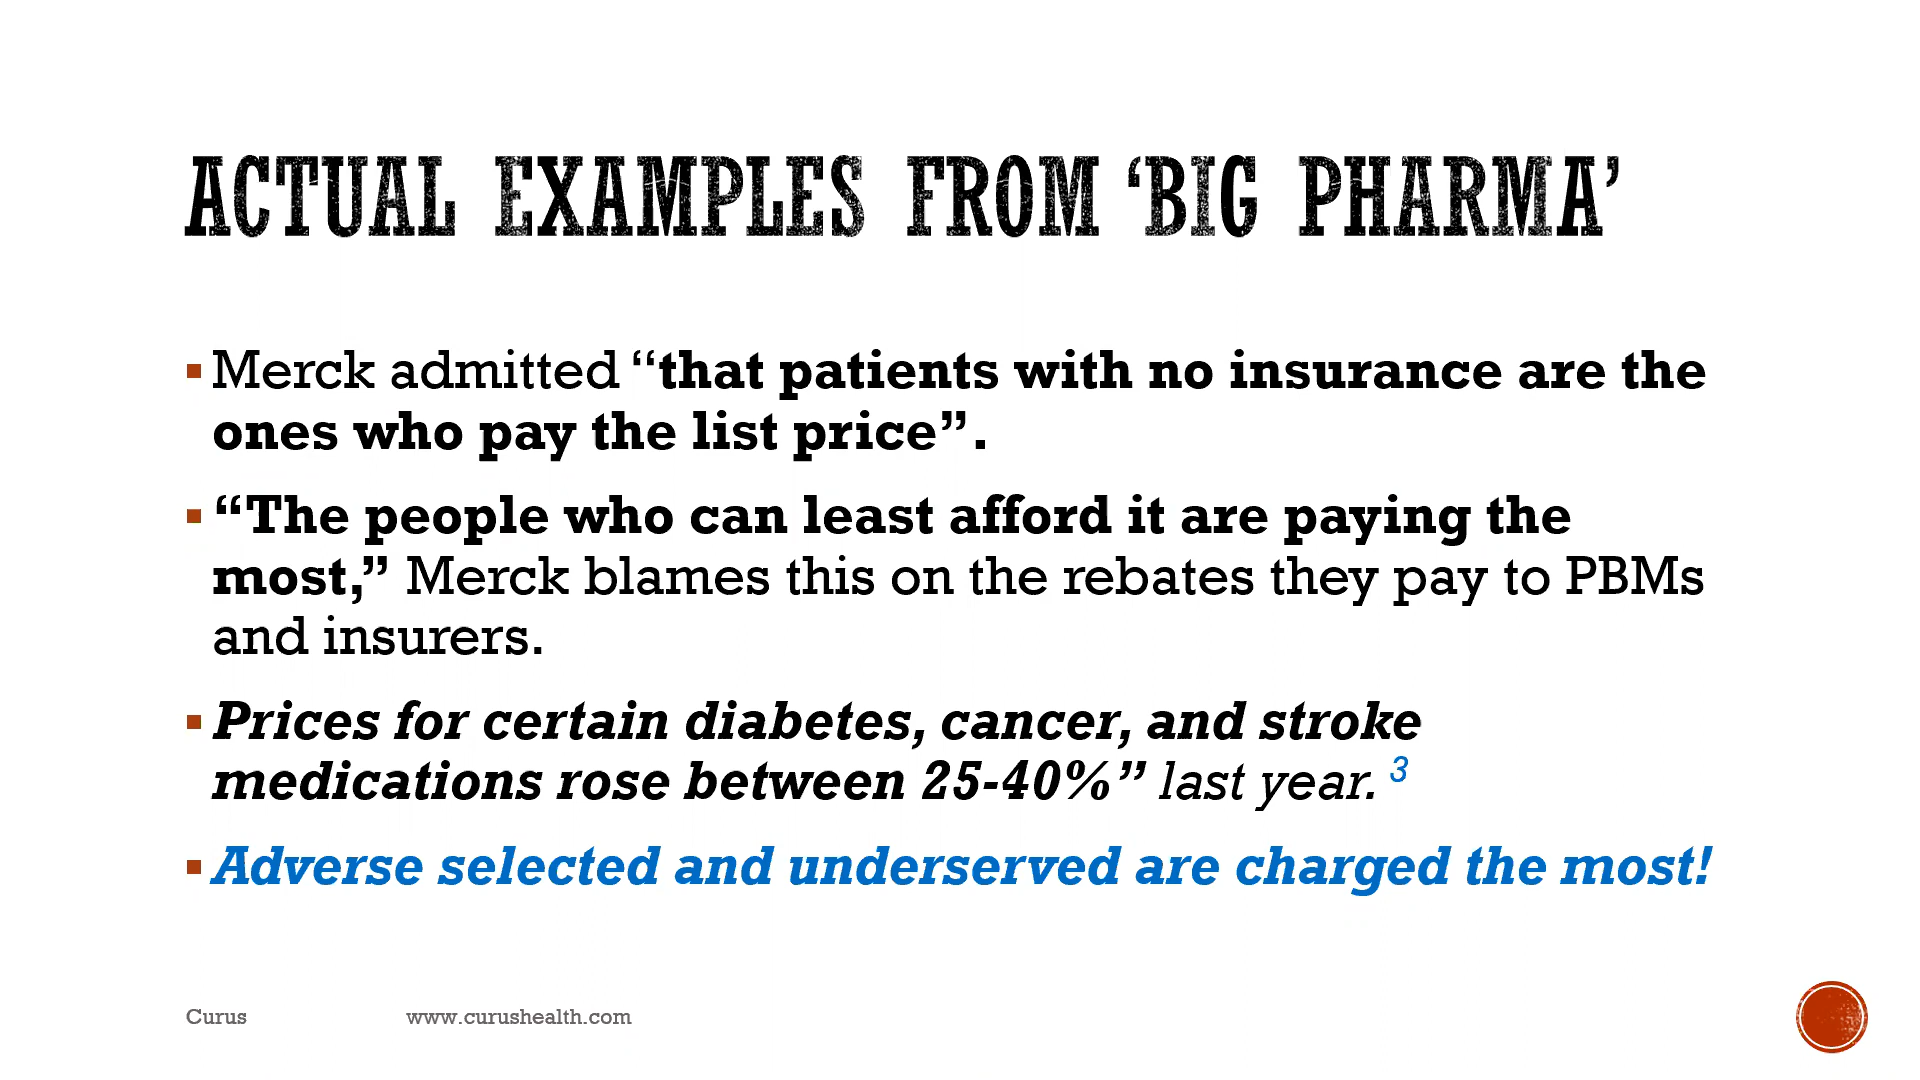 ACTUAL EXAMPLES FROM ‘BIG PHARMA’
Merck admitted “that patients with no insurance are the
ones who pay the list price”.
“The people who can least afford it are paying the
most,” Merck blames this on the rebates they pay to PBMs
and insurers.
Prices for certain diabetes, cancer, and stroke
medications rose between 25-40%” last year. 3
Adverse selected and underserved are charged the most!
Curus www.curushealth.com